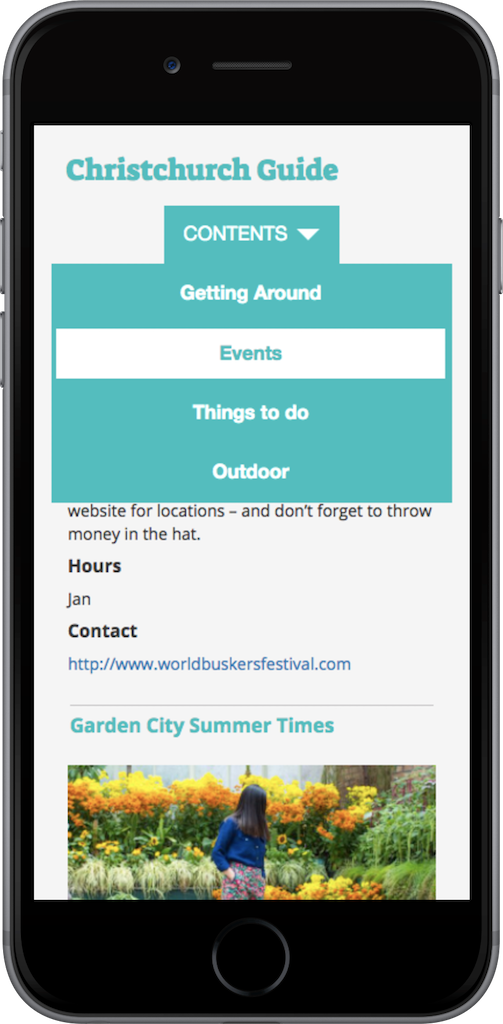 Christchurch Guide
CONTENTS
Getting Around
Events
Things to do
Outdoor
website for locations – and don’t forget to throw
money in the hat.
Hours
Jan
Contact
http://www.worldbuskersfestival.com
Garden City Summer Times